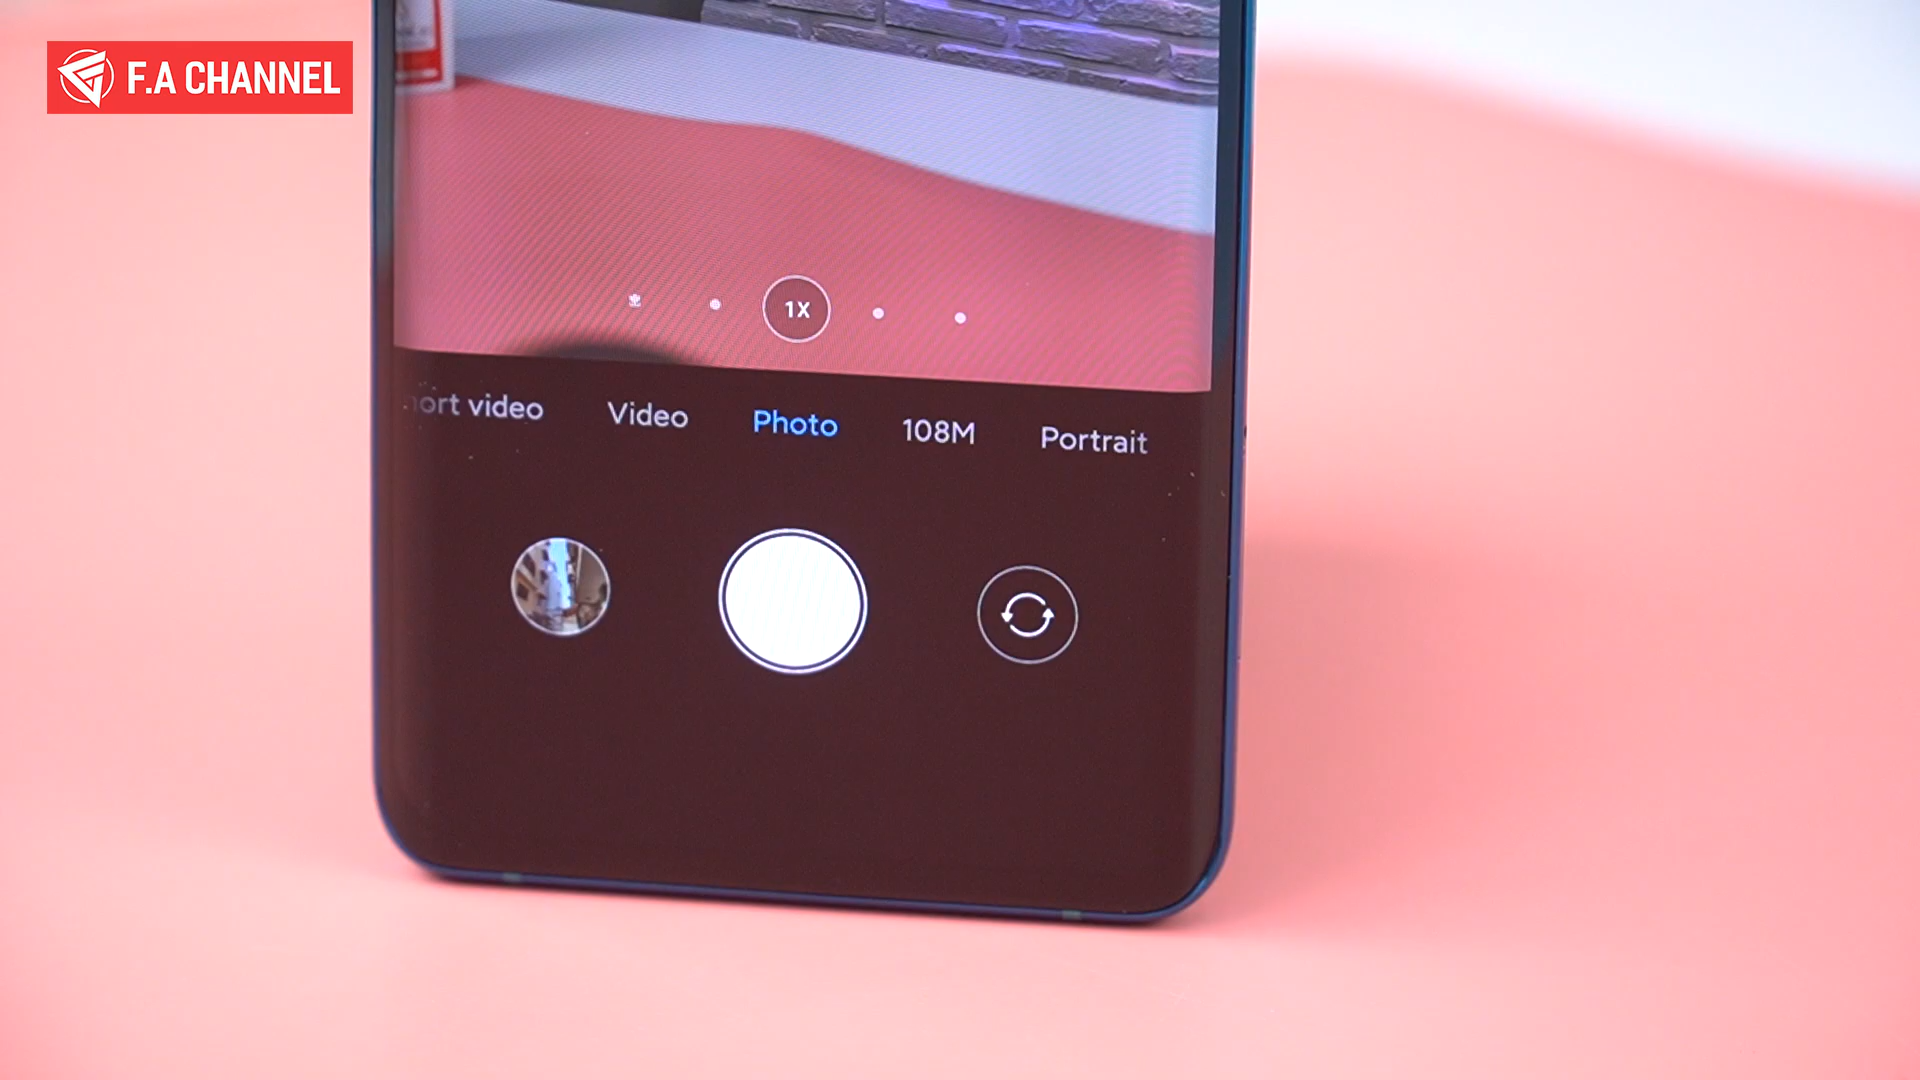 F.A CHANNEL
1X
ort video
Video
Photo
108M
Portrait